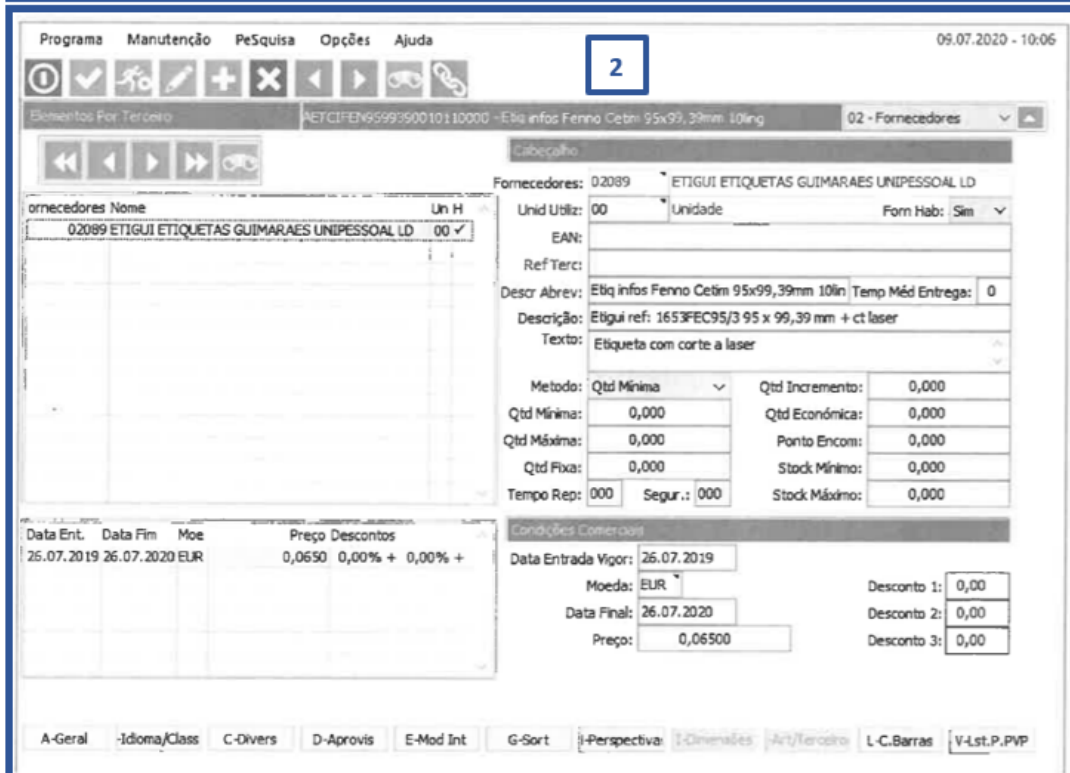 Programa Manutenção PeSquisa Opções Ajuda 09.07.2020 - 10:06
2
Elementos Por Terceiro AETCIFEN9599390010110000 -Etiq infos Fenno Cetim 95x99,39mm 10ling 02 - Fornecedores
Cabeçalho
Fornecedores: 02089 ETIGUI ETIQUETAS GUIMARAES UNIPESSOAL LD
ornecedores Nome Un H
02089 ETIGUI ETIQUETAS GUIMARAES UNIPESSOAL LD 00 ✓
Unid Utiliz: 00 Unidade Forn Hab: Sim
EAN:
Ref Terc:
Descr Abrev: Etiq infos Fenno Cetim 95x99,39mm 10lin Temp Méd Entrega: 0
Descrição: Etigui ref: 1653FEC95/3 95 x 99,39 mm + ct laser
Texto: Etiqueta com corte a laser
Metodo: Qtd Mínima Qtd Incremento: 0,000
Qtd Mínima: 0,000 Qtd Económica: 0,000
Qtd Máxima: 0,000 Ponto Encom: 0,000
Qtd Fixa: 0,000 Stock Mínimo: 0,000
Tempo Rep: 000 Segur.: 000 Stock Máximo: 0,000
Data Ent. Data Fim Moe Preço Descontos
26.07.2019 26.07.2020 EUR 0,0650 0,00% + 0,00% +
Condições Comerciais
Data Entrada Vigor: 26.07.2019
Moeda: EUR Desconto 1: 0,00
Data Final: 26.07.2020 Desconto 2: 0,00
Preço: 0,06500 Desconto 3: 0,00
A-Geral -Idioma/Class C-Divers D-Aprovis E-Mod Int G-Sort I-Perspectiva I-Dimensões -Art/Terceiro L-C.Barras V-Lst.P.PVP